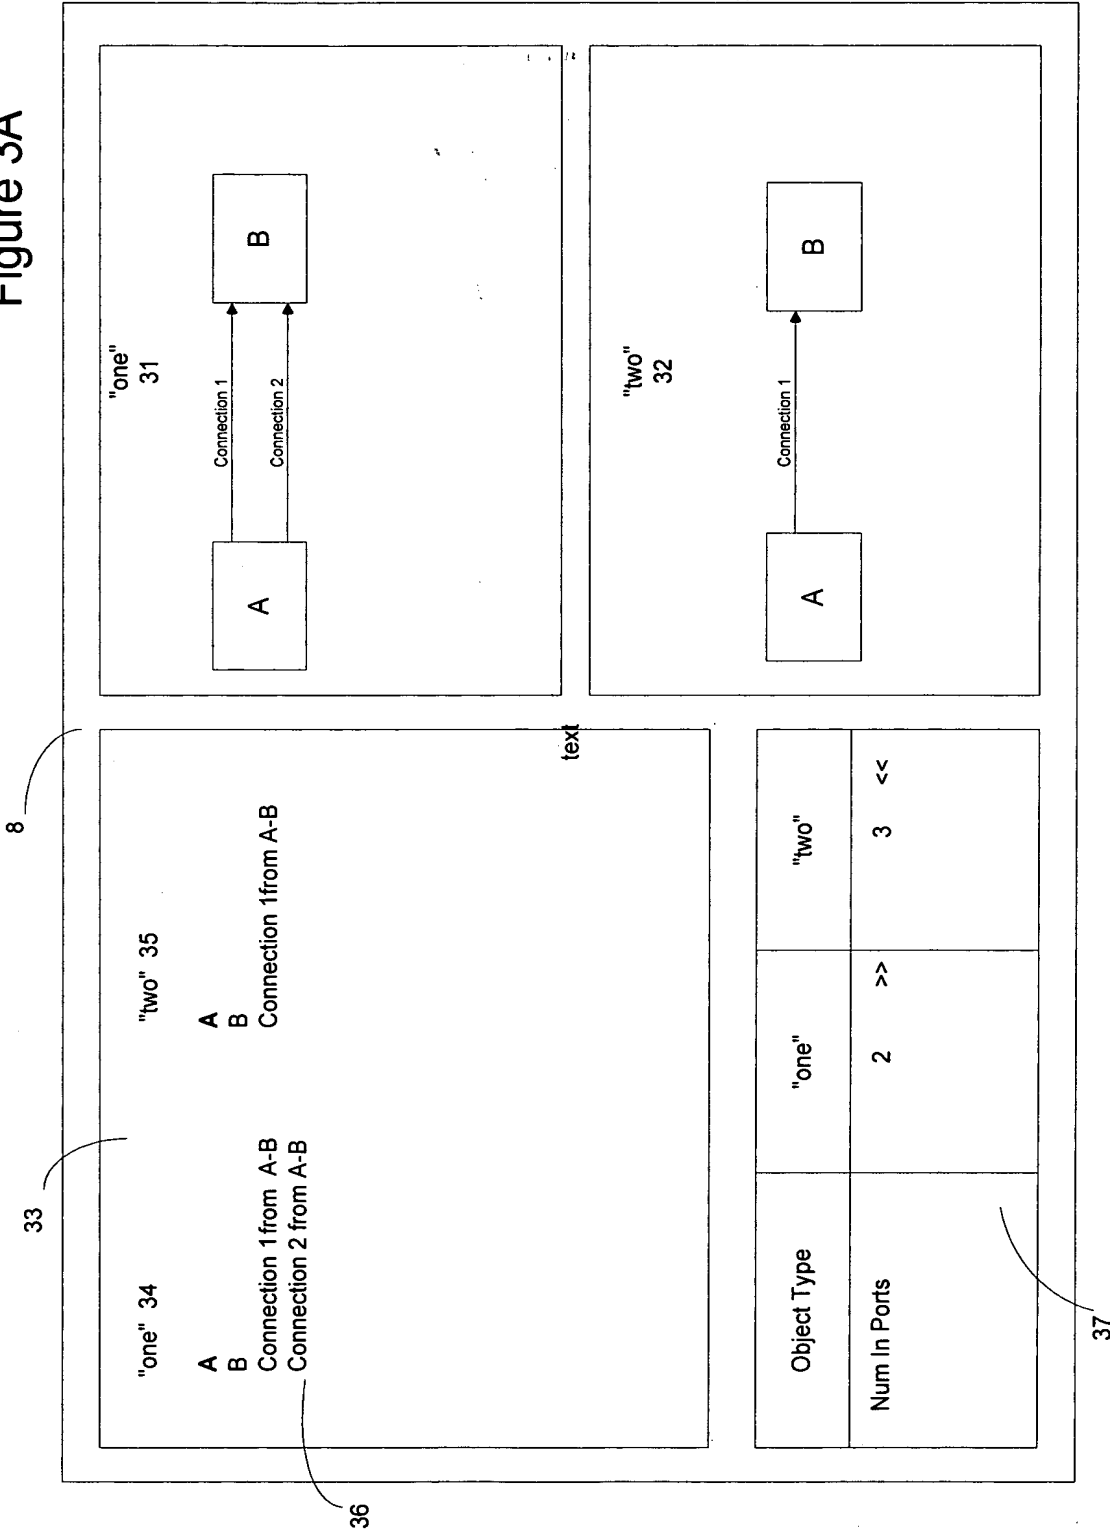 Figure 3A
8
33
"one" 34
A
B
Connection 1from A-B
Connection 2 from A-B
36
"two" 35
A
B
Connection 1from A-B
text
"one"
31
A
Connection 1
Connection 2
B
"two"
32
A
Connection 1
B
Object Type "one" "two"
Num In Ports 2 >> 3 <<
37